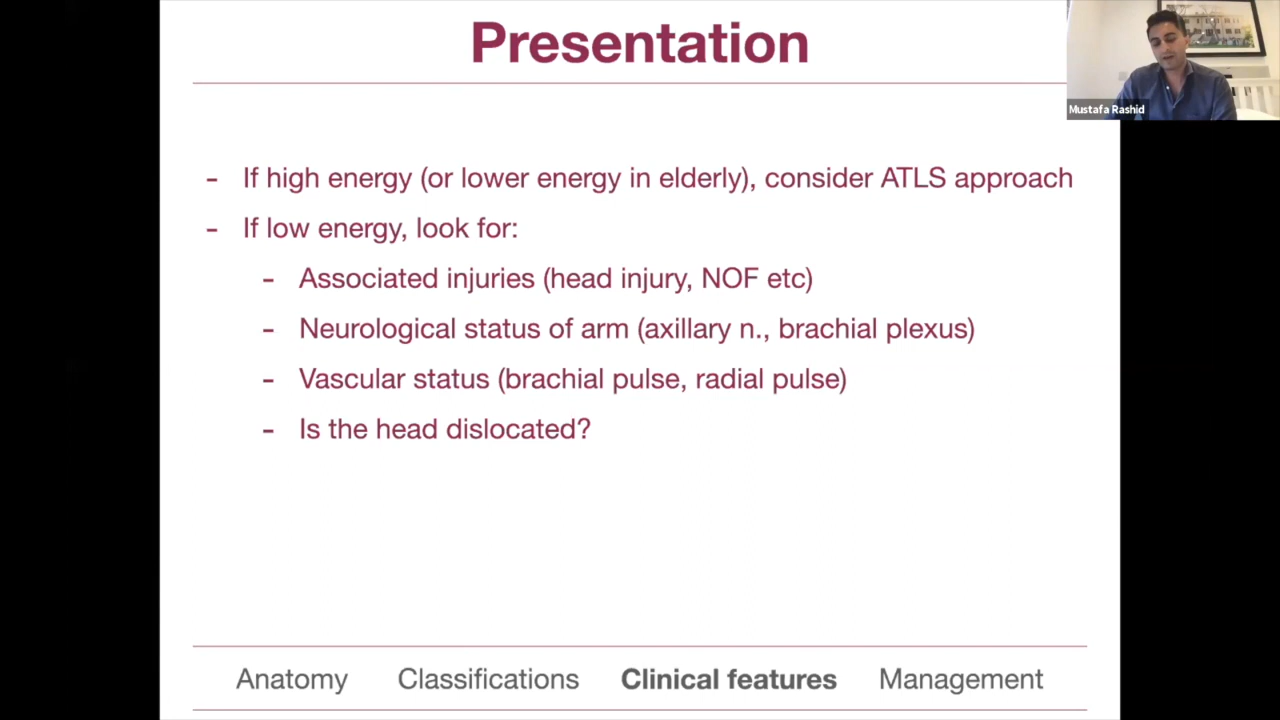 Presentation
Mustafa Rashid
- If high energy (or lower energy in elderly), consider ATLS approach
- If low energy, look for:
- Associated injuries (head injury, NOF etc)
- Neurological status of arm (axillary n., brachial plexus)
- Vascular status (brachial pulse, radial pulse)
- Is the head dislocated?
Anatomy Classifications Clinical features Management